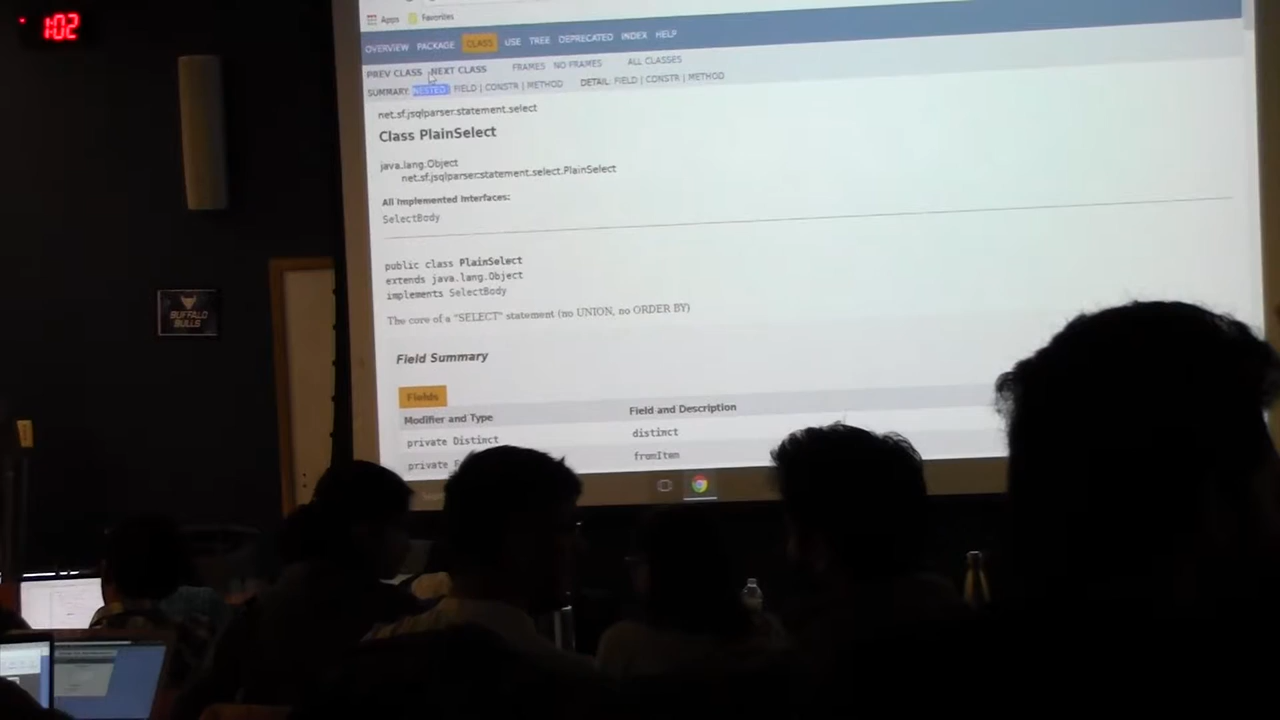 1:02
Apps Favorites
OVERVIEW PACKAGE CLASS USE TREE DEPRECATED INDEX HELP
PREV CLASS NEXT CLASS FRAMES NO FRAMES ALL CLASSES
SUMMARY: NESTED | FIELD | CONSTR | METHOD DETAIL: FIELD | CONSTR | METHOD
net.sf.jsqlparser.statement.select
Class PlainSelect
java.lang.Object
net.sf.jsqlparser.statement.select.PlainSelect
All Implemented Interfaces:
SelectBody
public class PlainSelect
extends java.lang.Object
implements SelectBody
The core of a "SELECT" statement (no UNION, no ORDER BY)
BUFFALO
BULLS
Field Summary
Fields
Modifier and Type Field and Description
private Distinct distinct
private fromItem